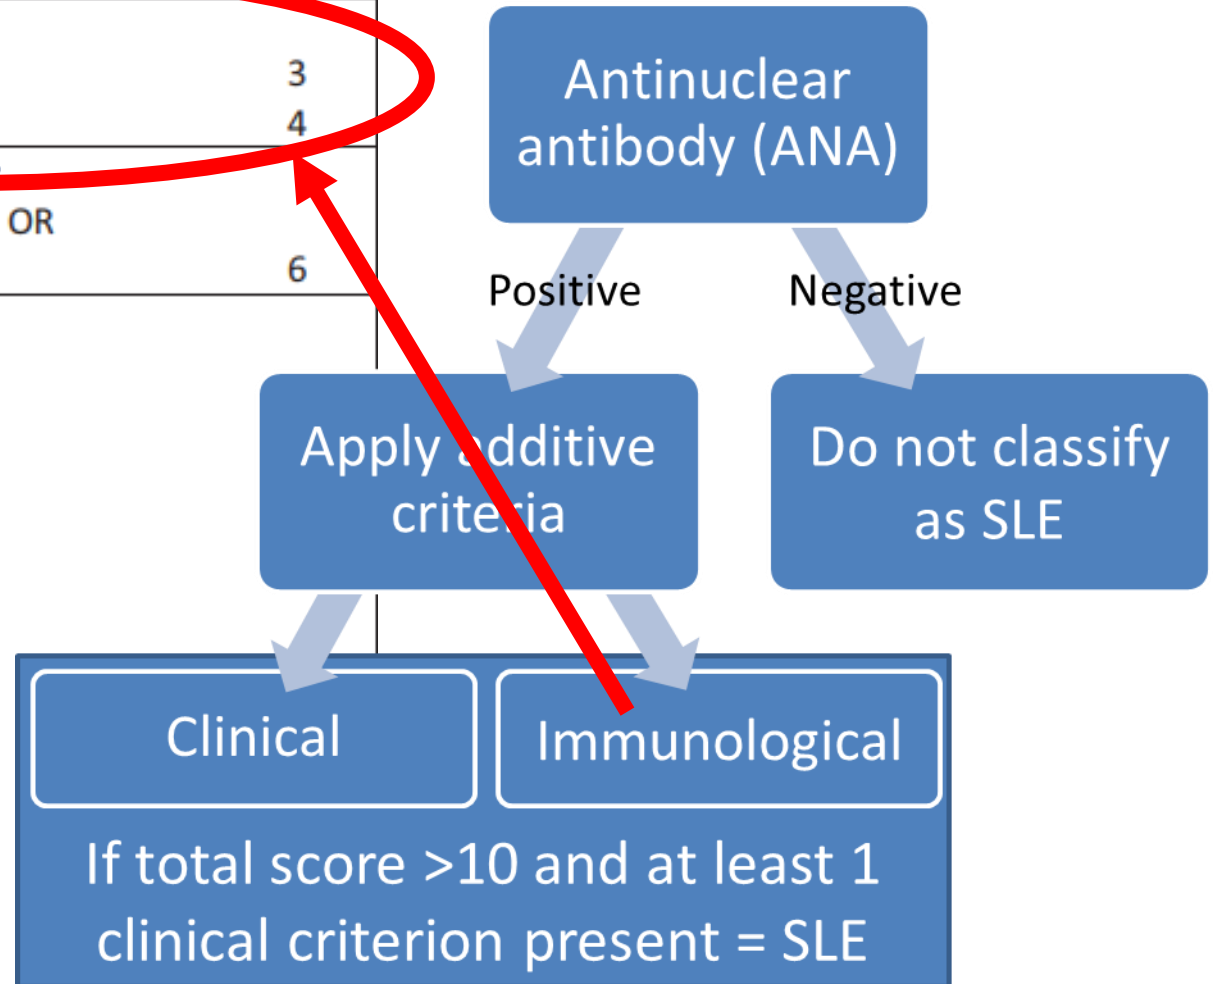 3
4
OR
6
Antinuclear
antibody (ANA)
Positive
Negative
Apply additive
criteria
Do not classify
as SLE
Clinical
Immunological
If total score >10 and at least 1
clinical criterion present = SLE